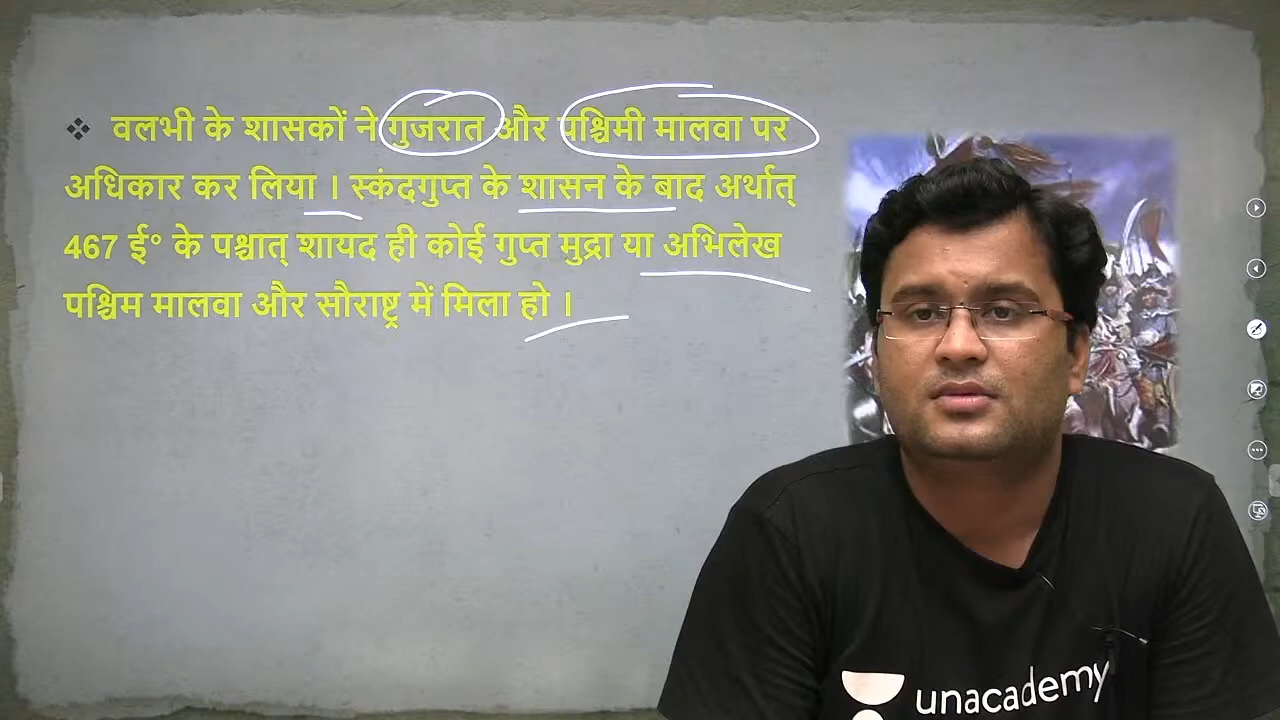 ❖ वलभी के शासकों ने गुजरात और पश्चिमी मालवा पर
अधिकार कर लिया । स्कंदगुप्त के शासन के बाद अर्थात्
467 ई° के पश्चात् शायद ही कोई गुप्त मुद्रा या अभिलेख
पश्चिम मालवा और सौराष्ट्र में मिला हो ।
unacademy